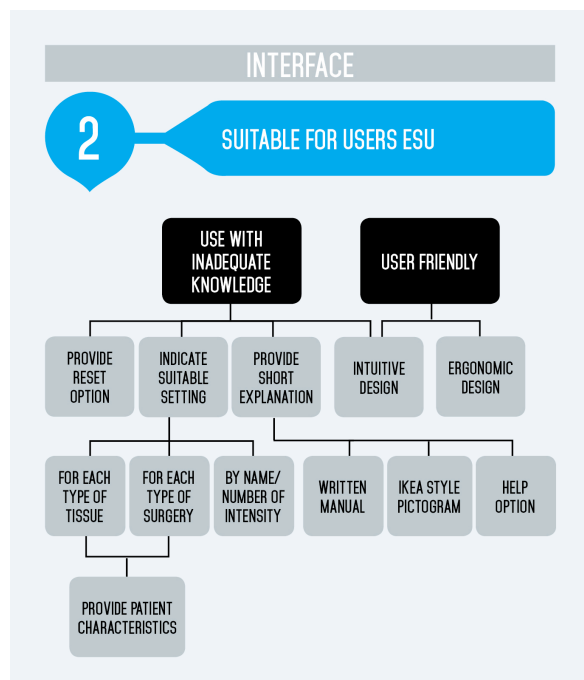 INTERFACE
2
SUITABLE FOR USERS ESU
USE WITH
INADEQUATE
KNOWLEDGE
USER FRIENDLY
PROVIDE
RESET
OPTION
INDICATE
SUITABLE
SETTING
PROVIDE
SHORT
EXPLANATION
INTUITIVE
DESIGN
ERGONOMIC
DESIGN
FOR EACH
TYPE OF
TISSUE
FOR EACH
TYPE OF
SURGERY
BY NAME/
NUMBER OF
INTENSITY
WRITTEN
MANUAL
IKEA STYLE
PICTOGRAM
HELP
OPTION
PROVIDE PATIENT
CHARACTERISTICS